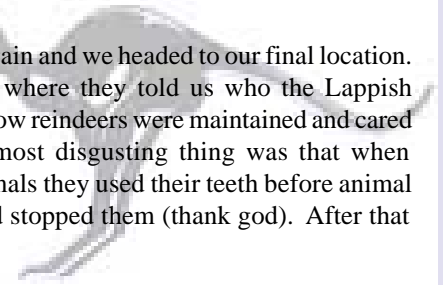 ain and we headed to our final location.
where they told us who the Lappish
ow reindeers were maintained and cared
most disgusting thing was that when
nals they used their teeth before animal
d stopped them (thank god). After that